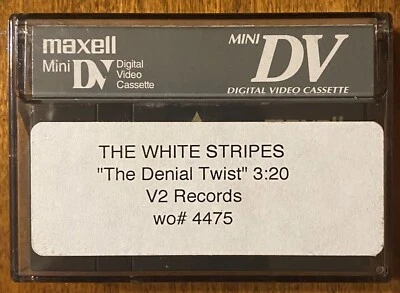 maxell
Mini DV Digital Video Cassette
MINI DV
DIGITAL VIDEO CASSETTE
THE WHITE STRIPES
"The Denial Twist" 3:20
V2 Records
wo# 4475